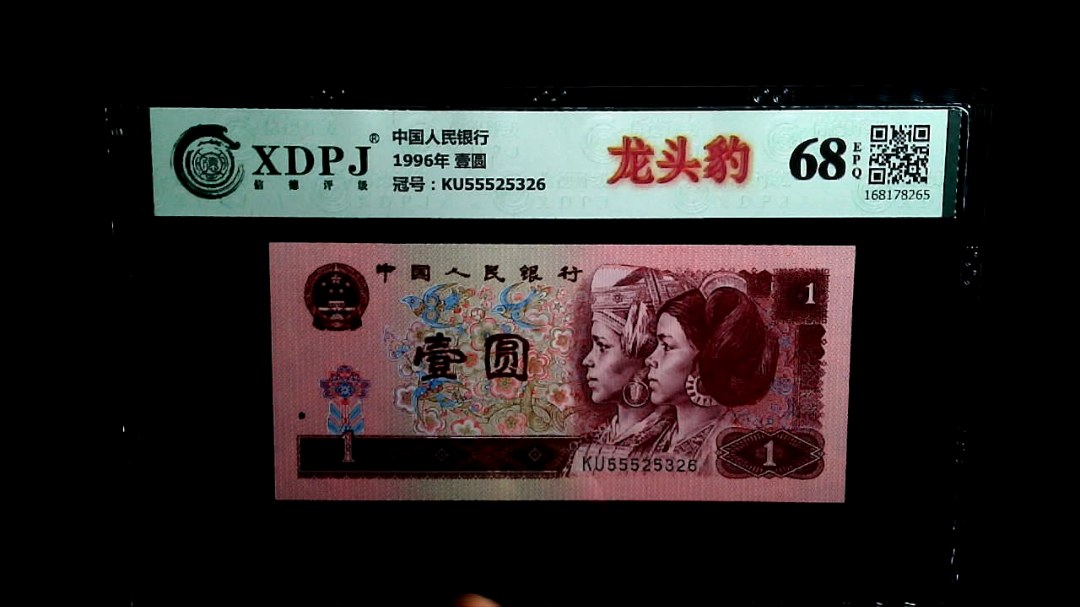 XDPJ®
信德评级
中国人民银行
1996年 壹圆
冠号：KU55525326
龙头豹
68
EPQ
168178265
中国人民银行
1
壹圆
1
KU55525326
1